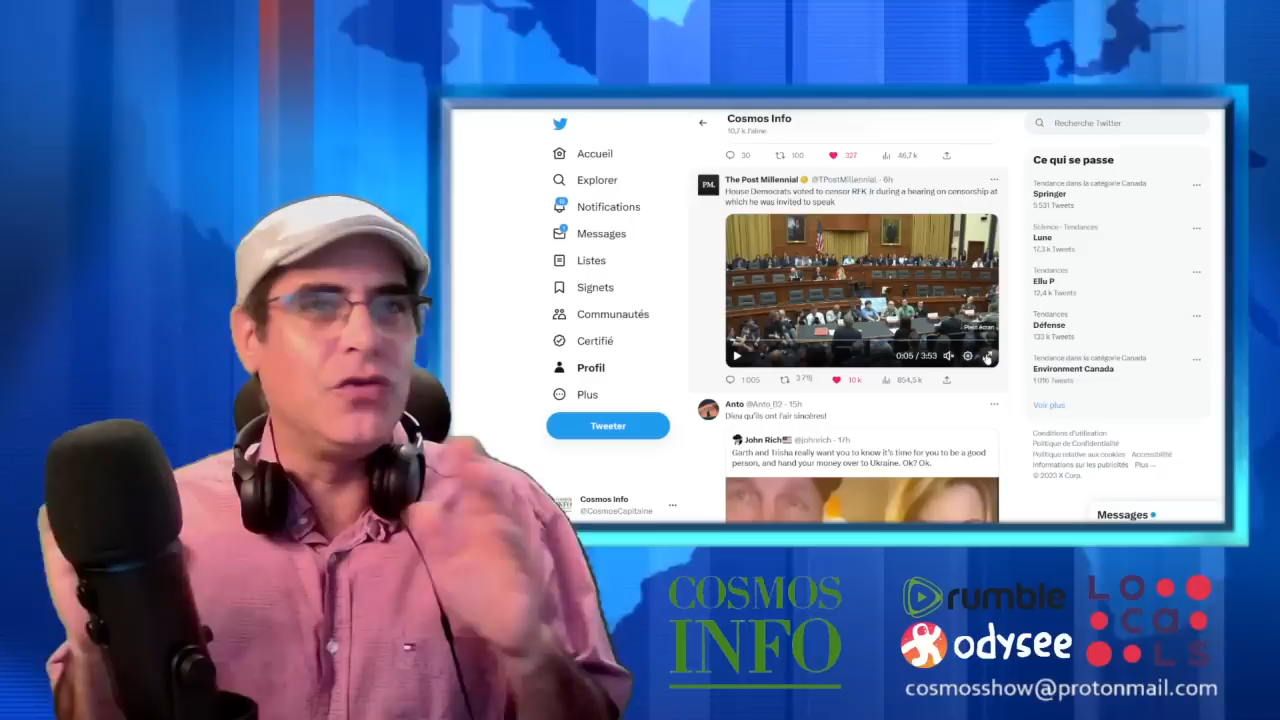 Cosmos Info
10,7 k J'aime
Recherche Twitter
30
100
327
46,7 k
Accueil
Explorer
Notifications
Messages
Listes
Signets
Communautés
Certifié
Profil
Plus
Tweeter
Cosmos Info
@CosmosCapitaine
PM.
The Post Millennial @TPostMillennial · 6h
House Democrats voted to censor RFK Jr during a hearing on censorship at
which he was invited to speak
Plein écran
0:05 / 3:53
1 005
10 k
854,5 k
Anto @Anto_B2 · 15h
Dieu qu'ils ont l'air sincères!
John Rich @johnrich · 17h
Garth and Trisha really want you to know it's time for you to be a good
person, and hand your money over to Ukraine. Ok? Ok.
Ce qui se passe
Tendance dans la catégorie Canada
Springer
5 531 Tweets
Science · Tendances
Lune
17,3 k Tweets
Tendances
Ellu P
12,4 k Tweets
Tendances
Défense
133 k Tweets
Tendance dans la catégorie Canada
Environment Canada
1 016 Tweets
Voir plus
Conditions d'utilisation
Politique de Confidentialité
Politique relative aux cookies Accessibilité
Informations sur les publicités Plus ···
© 2023 X Corp.
Messages
COSMOS
INFO
rumble
odysee
LO
ca
LS
cosmosshow@protonmail.com